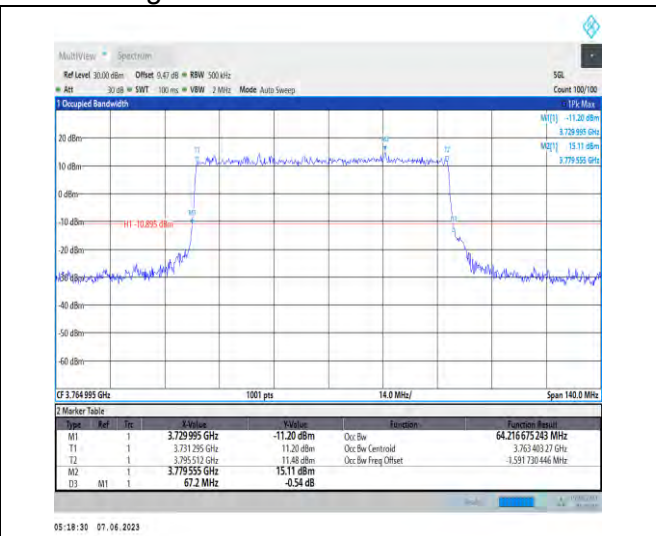 MultiView Spectrum
Ref Level 30.00 dBm Offset 9.47 dB RBW 500 kHz SGL
Att 30 dB SWT 100 ms VBW 2 MHz Mode Auto Sweep Count 100/100
1 Occupied Bandwidth 1Pk Max
M1[1] -11.20 dBm
3.729 995 GHz
20 dBm M2[1] 15.11 dBm
3.779 555 GHz
T1 T2
10 dBm
0 dBm
-10 dBm H1 -10.895 dBm
-20 dBm
-40 dBm
-50 dBm
-60 dBm
CF 3.764 995 GHz 1001 pts 14.0 MHz/ Span 140.0 MHz
2 Marker Table
Type Ref Trc X-Value Y-Value Function Function Result
M1 1 3.729 995 GHz -11.20 dBm Occ Bw 64.216 675 243 MHz
T1 1 3.731 295 GHz 11.20 dBm Occ Bw Centroid 3.763 403 27 GHz
T2 1 3.795 512 GHz 11.48 dBm Occ Bw Freq Offset -1.591 730 446 MHz
M2 1 3.779 555 GHz 15.11 dBm
D3 M1 1 67.2 MHz -0.54 dB
05:18:30 07.06.2023